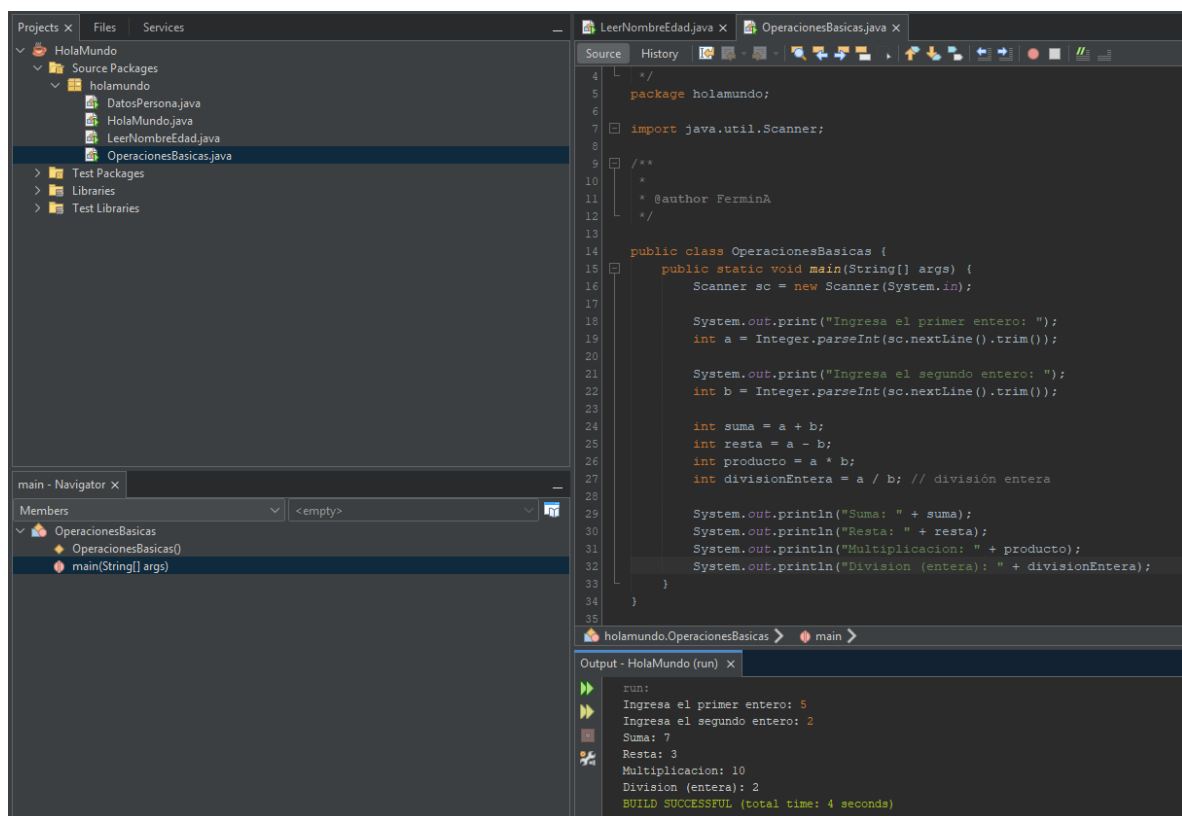 Projects
Files
Services
HolaMundo
Source Packages
holamundo
DatosPersona.java
HolaMundo.java
LeerNombreEdad.java
OperacionesBasicas.java
Test Packages
Libraries
Test Libraries
main - Navigator
Members
<empty>
OperacionesBasicas
OperacionesBasicas()
main(String[] args)
LeerNombreEdad.java
OperacionesBasicas.java
Source
History
4 */
5 package holamundo;
6
7 import java.util.Scanner;
8
9 /**
10 *
11 * @author FerminA
12 */
13
14 public class OperacionesBasicas {
15 public static void main(String[] args) {
16 Scanner sc = new Scanner(System.in);
17
18 System.out.print("Ingresa el primer entero: ");
19 int a = Integer.parseInt(sc.nextLine().trim());
20
21 System.out.print("Ingresa el segundo entero: ");
22 int b = Integer.parseInt(sc.nextLine().trim());
23
24 int suma = a + b;
25 int resta = a - b;
26 int producto = a * b;
27 int divisionEntera = a / b; // división entera
28
29 System.out.println("Suma: " + suma);
30 System.out.println("Resta: " + resta);
31 System.out.println("Multiplicacion: " + producto);
32 System.out.println("Division (entera): " + divisionEntera);
33 }
34 }
35
holamundo.OperacionesBasicas
main
Output - HolaMundo (run)
run:
Ingresa el primer entero: 5
Ingresa el segundo entero: 2
Suma: 7
Resta: 3
Multiplicacion: 10
Division (entera): 2
BUILD SUCCESSFUL (total time: 4 seconds)